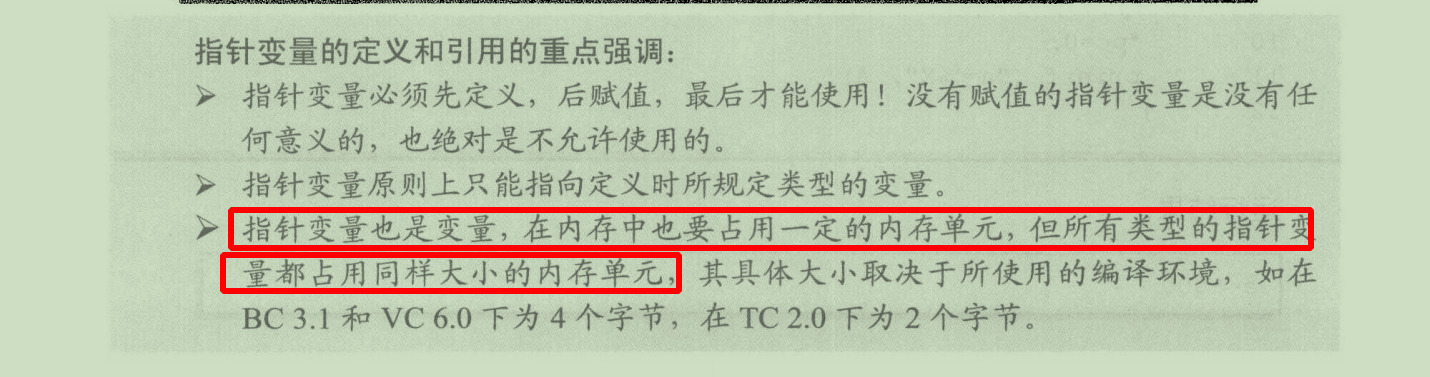 指针变量的定义和引用的重点强调：
➤ 指针变量必须先定义，后赋值，最后才能使用！没有赋值的指针变量是没有任
何意义的，也绝对是不允许使用的。
➤ 指针变量原则上只能指向定义时所规定类型的变量。
➤ 指针变量也是变量，在内存中也要占用一定的内存单元，但所有类型的指针变
量都占用同样大小的内存单元，其具体大小取决于所使用的编译环境，如在
BC 3.1 和 VC 6.0 下为 4 个字节，在 TC 2.0 下为 2 个字节。